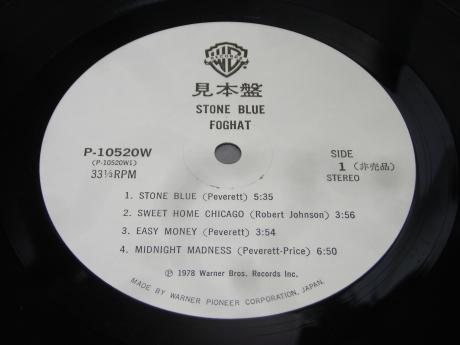 見本盤
STONE BLUE
FOGHAT
P-10520W
(P-10520W1)
33⅓RPM
SIDE
1 (非売品)
STEREO
1. STONE BLUE (Peverett) 5:35
2. SWEET HOME CHICAGO (Robert Johnson) 3:56
3. EASY MONEY (Peverett) 3:54
4. MIDNIGHT MADNESS (Peverett-Price) 6:50
℗ 1978 Warner Bros. Records Inc.
MADE BY WARNER PIONEER CORPORATION, JAPAN.